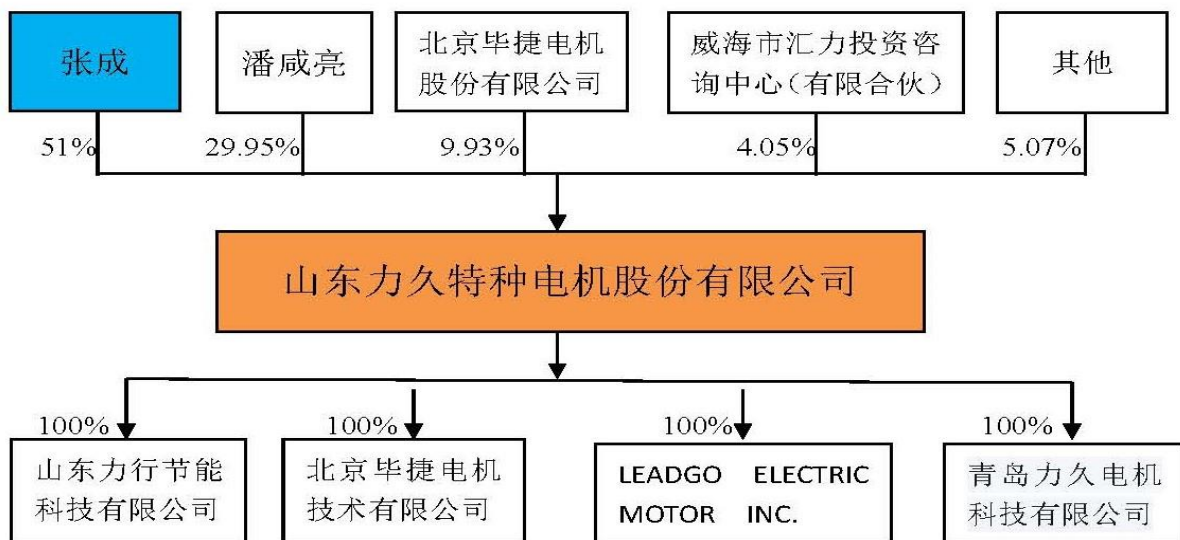 张成
潘咸亮
北京毕捷电机
股份有限公司
威海市汇力投资咨
询中心（有限合伙）
其他
51%
29.95%
9.93%
4.05%
5.07%
山东力久特种电机股份有限公司
100%
100%
100%
100%
山东力行节能
科技有限公司
北京毕捷电机
技术有限公司
LEADGO ELECTRIC
MOTOR INC.
青岛力久电机
科技有限公司